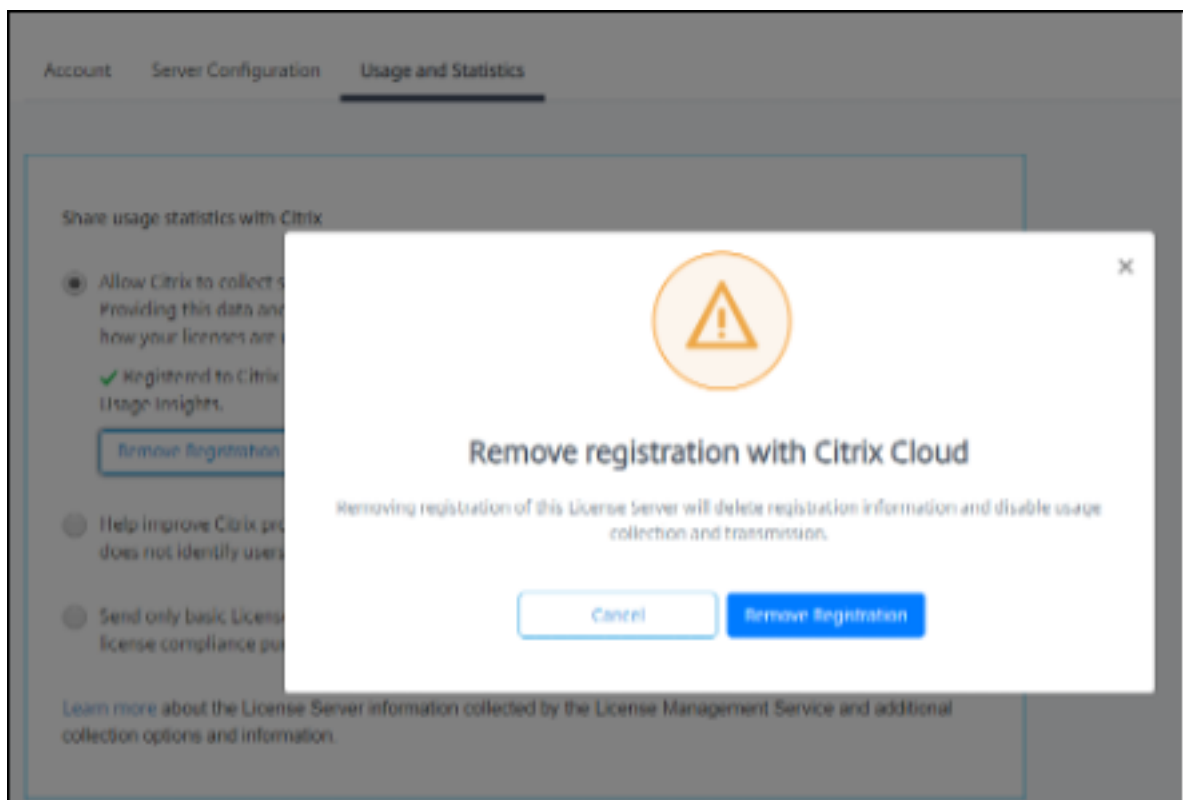 Account Server Configuration Usage and Statistics
Share usage statistics with Citrix
Allow Citrix to collect s
Providing this data and
how your licenses are
✓ Registered to Citrix
Usage Insights.
Remove Registration
Help improve Citrix pro
does not identify users
Send only basic Licens
license compliance pu
Learn more about the License Server information collected by the License Management Service and additional
collection options and information.
×
Remove registration with Citrix Cloud
Removing registration of this License Server will delete registration information and disable usage
collection and transmission.
Cancel Remove Registration